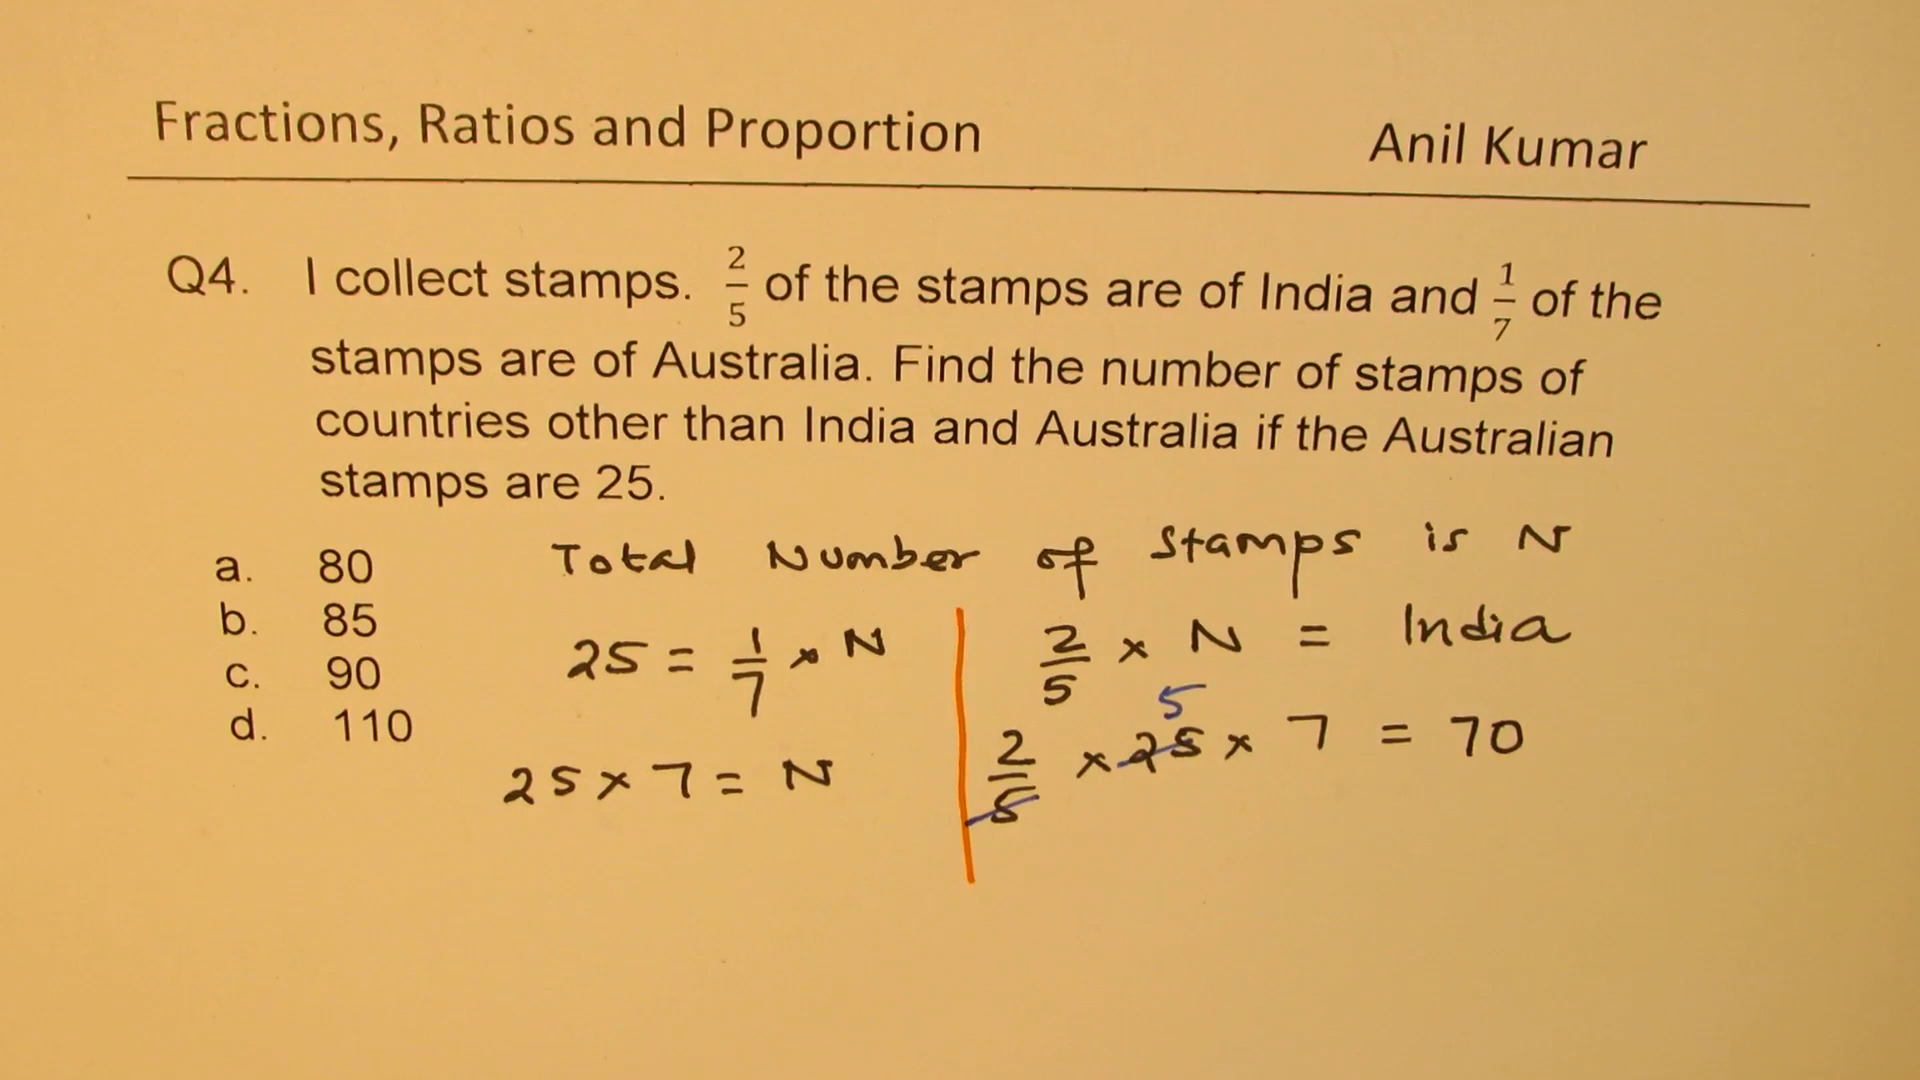 Fractions, Ratios and Proportion Anil Kumar
Q4. I collect stamps. 2/5 of the stamps are of India and 1/7 of the
stamps are of Australia. Find the number of stamps of
countries other than India and Australia if the Australian
stamps are 25.
a. 80
b. 85
c. 90
d. 110
Total Number of Stamps is N
25 = 1/7 × N
25 × 7 = N
2/5 × N = India
5
2/5 × 25 × 7 = 70